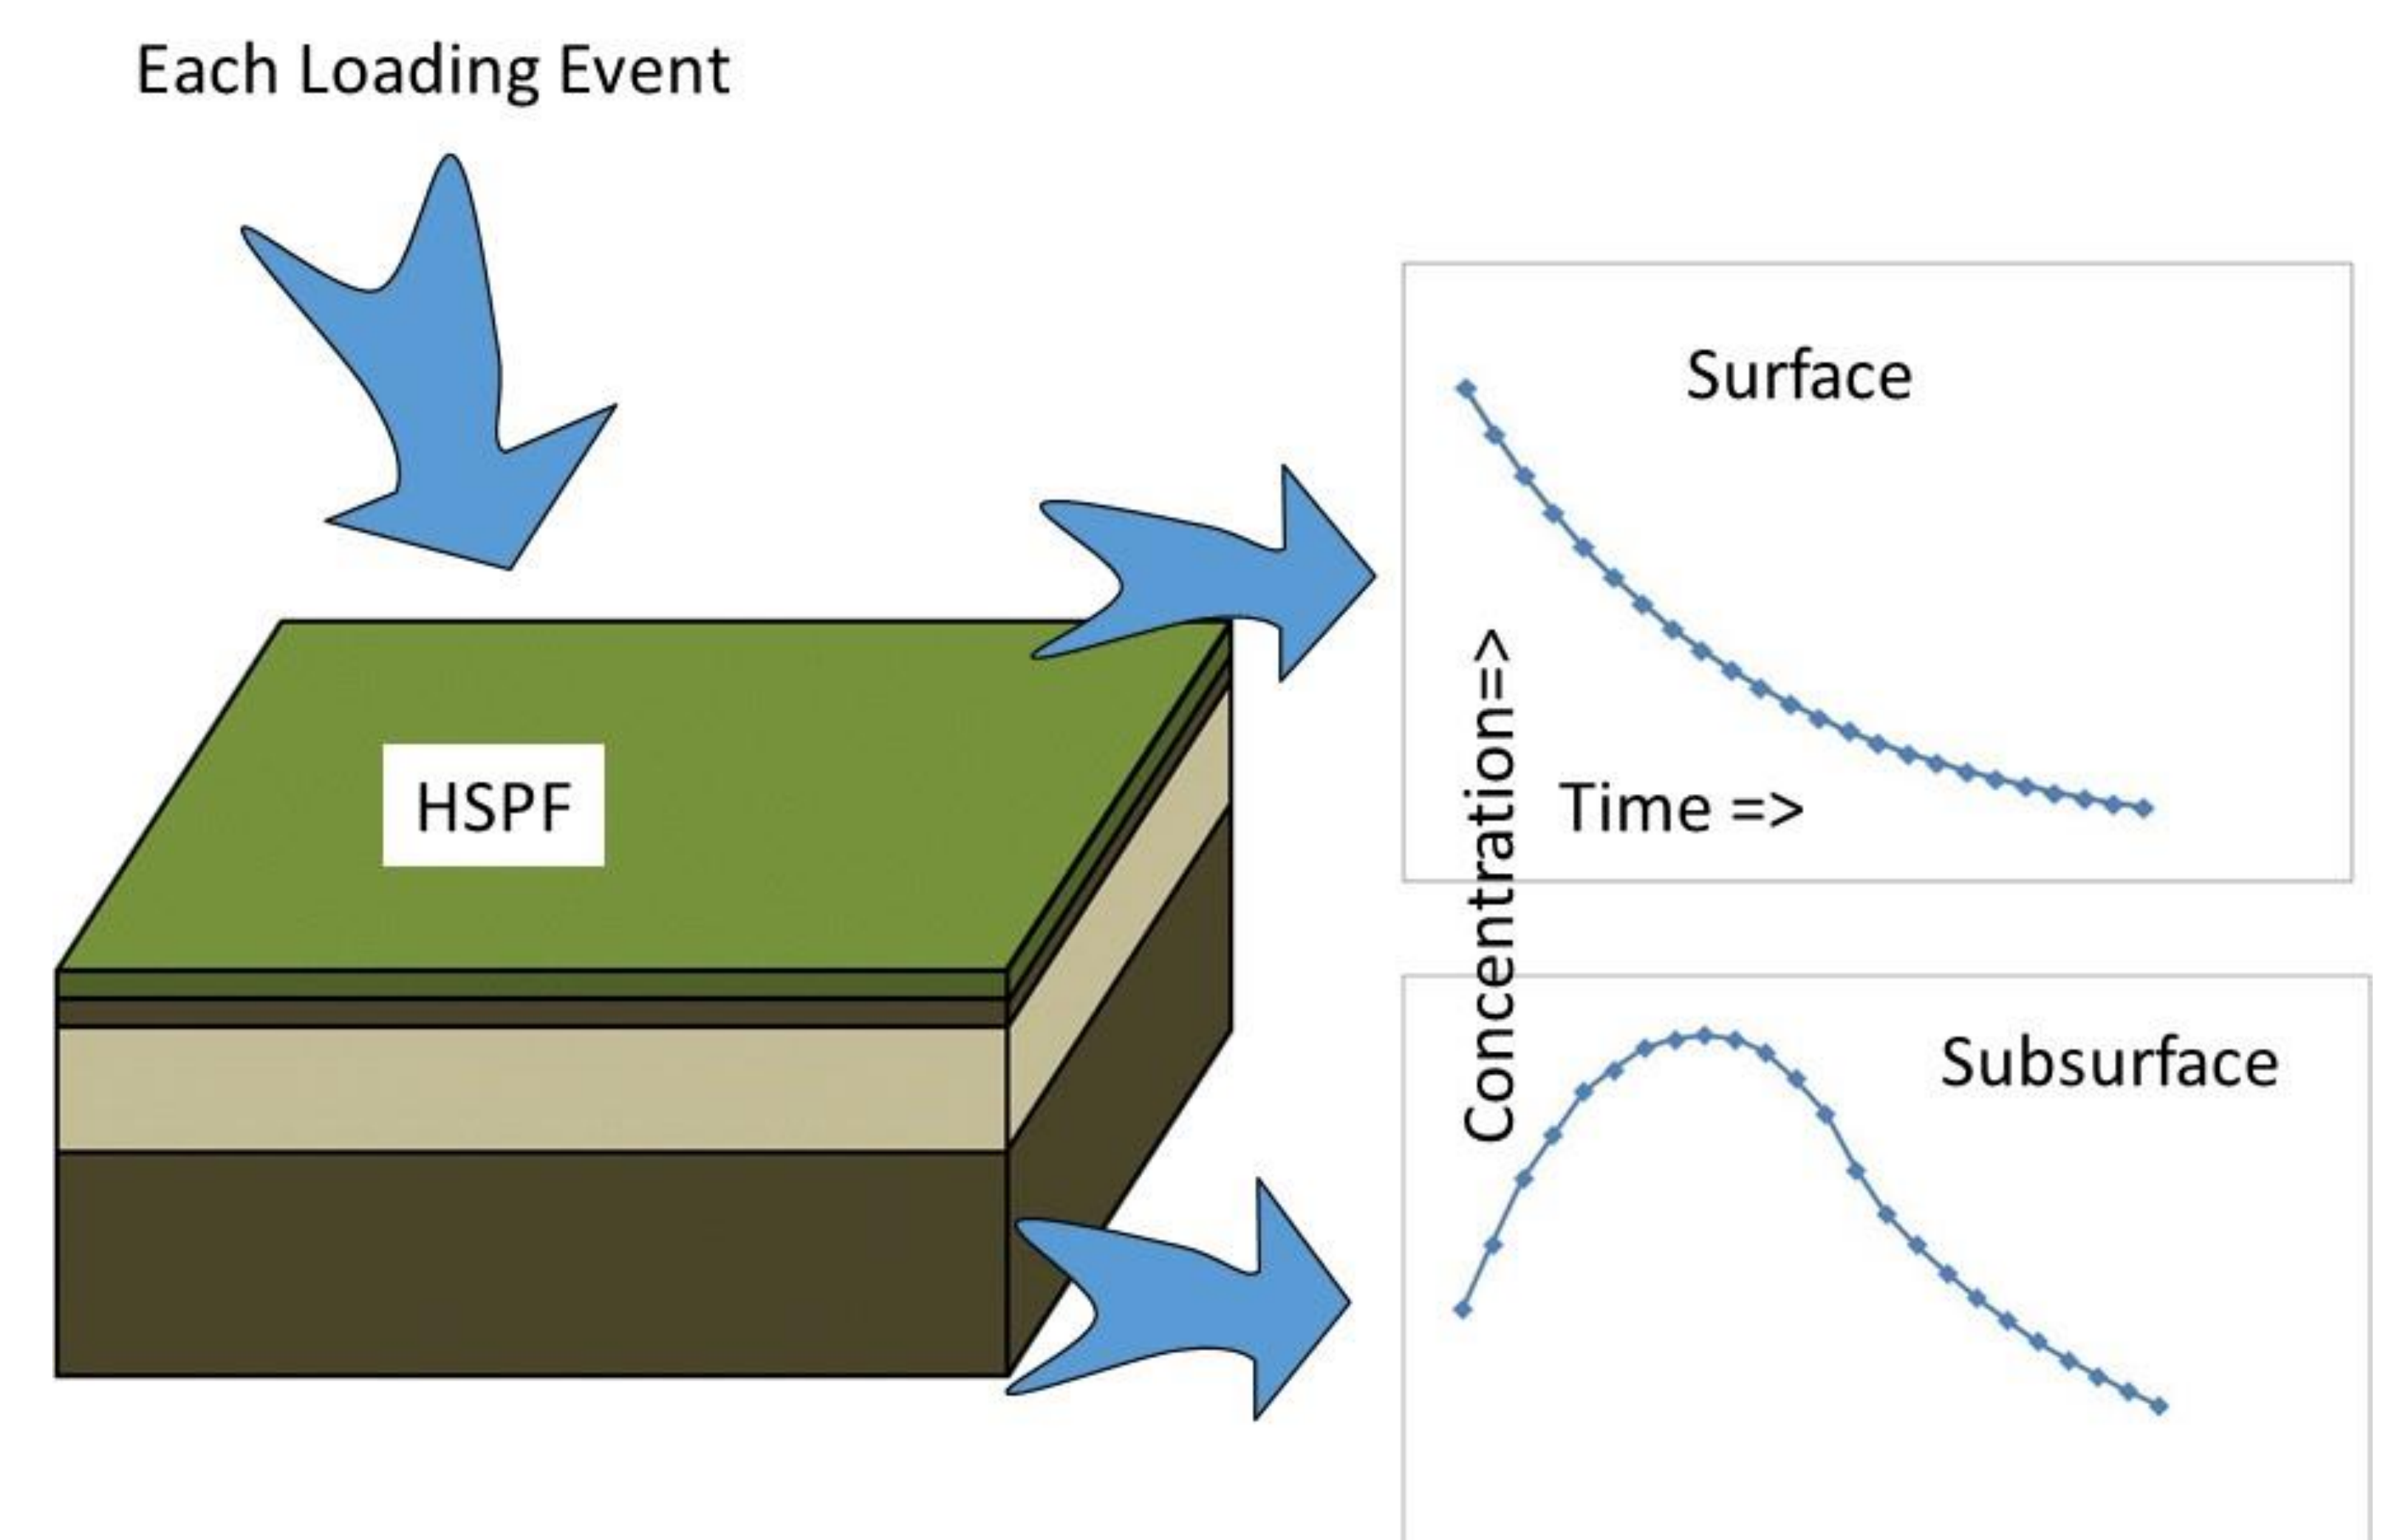 Each Loading Event
HSPF
Surface
Concentration=>
Time =>
Subsurface